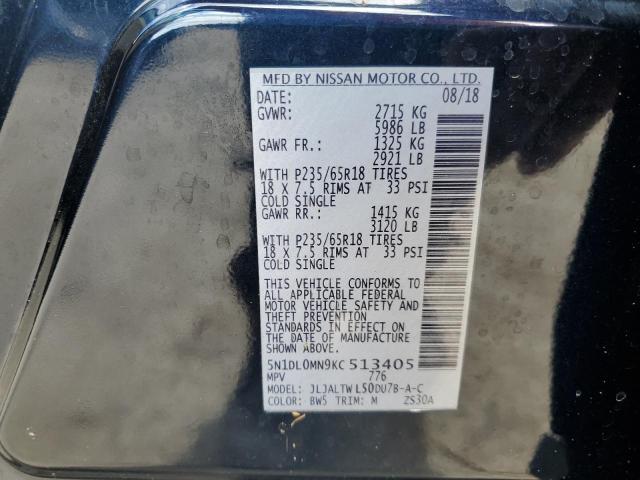 MFD BY NISSAN MOTOR CO., LTD.
DATE: 08/18
GVWR: 2715 KG
5986 LB
GAWR FR.: 1325 KG
2921 LB
WITH P235/65R18 TIRES
18 X 7.5 RIMS AT 33 PSI
COLD SINGLE
GAWR RR.: 1415 KG
3120 LB
WITH P235/65R18 TIRES
18 X 7.5 RIMS AT 33 PSI
COLD SINGLE
THIS VEHICLE CONFORMS TO
ALL APPLICABLE FEDERAL
MOTOR VEHICLE SAFETY AND
THEFT PREVENTION
STANDARDS IN EFFECT ON
THE DATE OF MANUFACTURE
SHOWN ABOVE.
5N1DL0MN9KC513405
MPV 776
MODEL: JLJALTWL50DU7B-A-C
COLOR: BW5 TRIM: M ZS30A